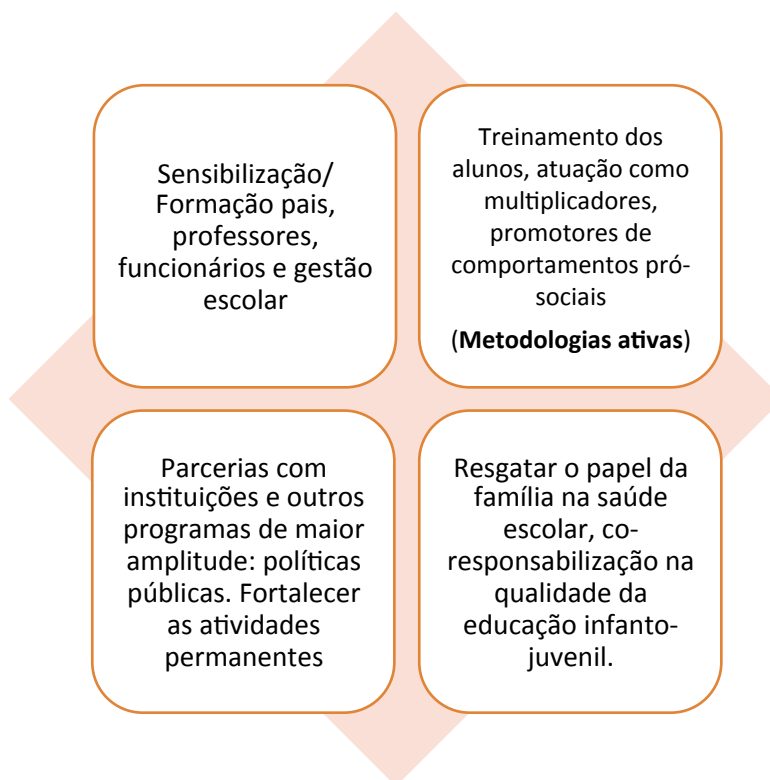 Sensibilização/
Formação pais,
professores,
funcionários e gestão
escolar
Treinamento dos
alunos, atuação como
multiplicadores,
promotores de
comportamentos pró-
sociais
(Metodologias ativas)
Parcerias com
instituições e outros
programas de maior
amplitude: políticas
públicas. Fortalecer
as atividades
permanentes
Resgatar o papel da
família na saúde
escolar, co-
responsabilização na
qualidade da
educação infanto-
juvenil.